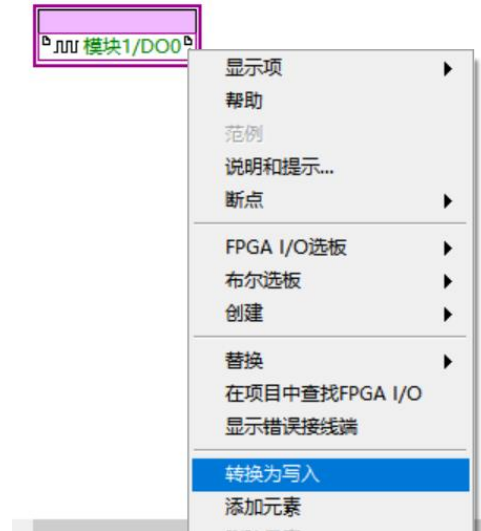 模块1/DO0
显示项
帮助
范例
说明和提示...
断点
FPGA I/O选板
布尔选板
创建
替换
在项目中查找FPGA I/O
显示错误接线端
转换为写入
添加元素